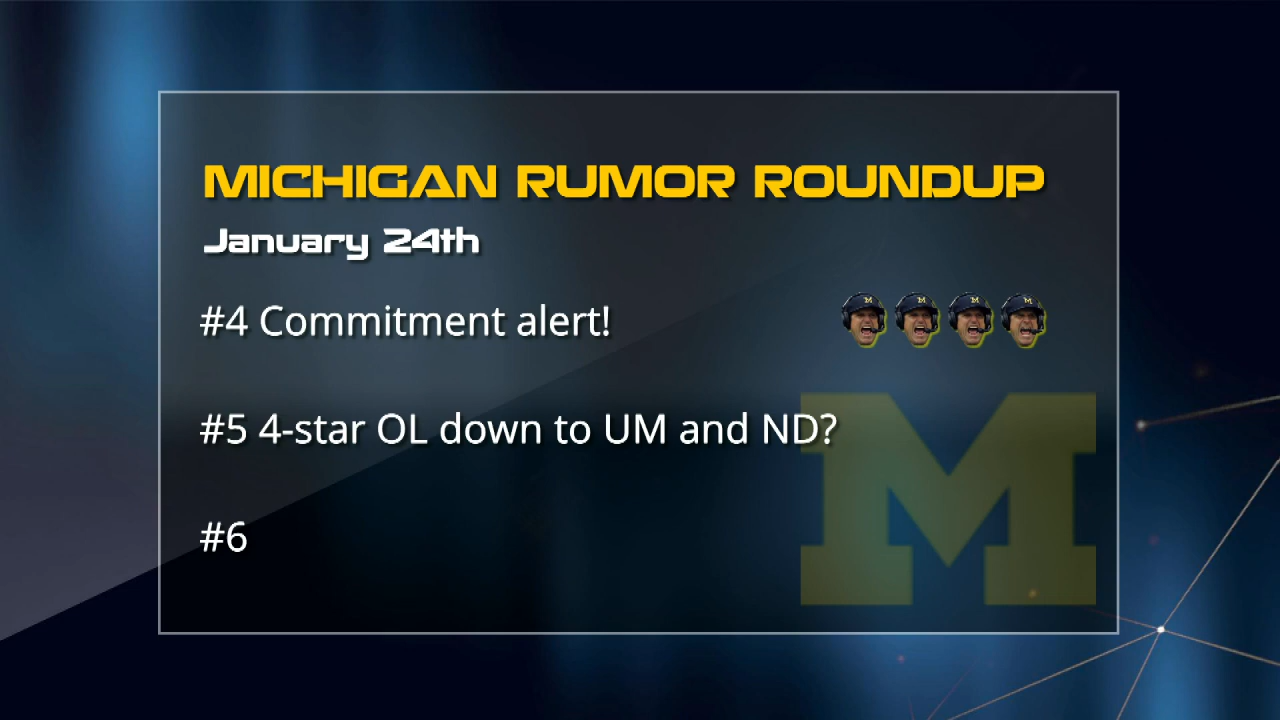 MICHIGAN RUMOR ROUNDUP
January 24th
#4 Commitment alert!
#5 4-star OL down to UM and ND?
#6
M